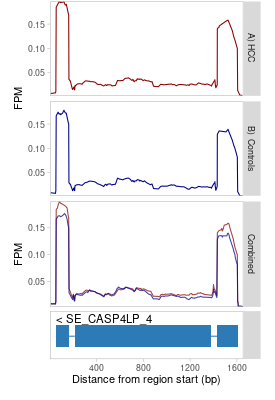 0.15
0.10
0.05
A) HCC
FPM
0.15
0.10
0.05
B) Controls
0.15
0.10
0.05
Combined
FPM
< SE_CASP4LP_4
400
800
1200
1600
Distance from region start (bp)